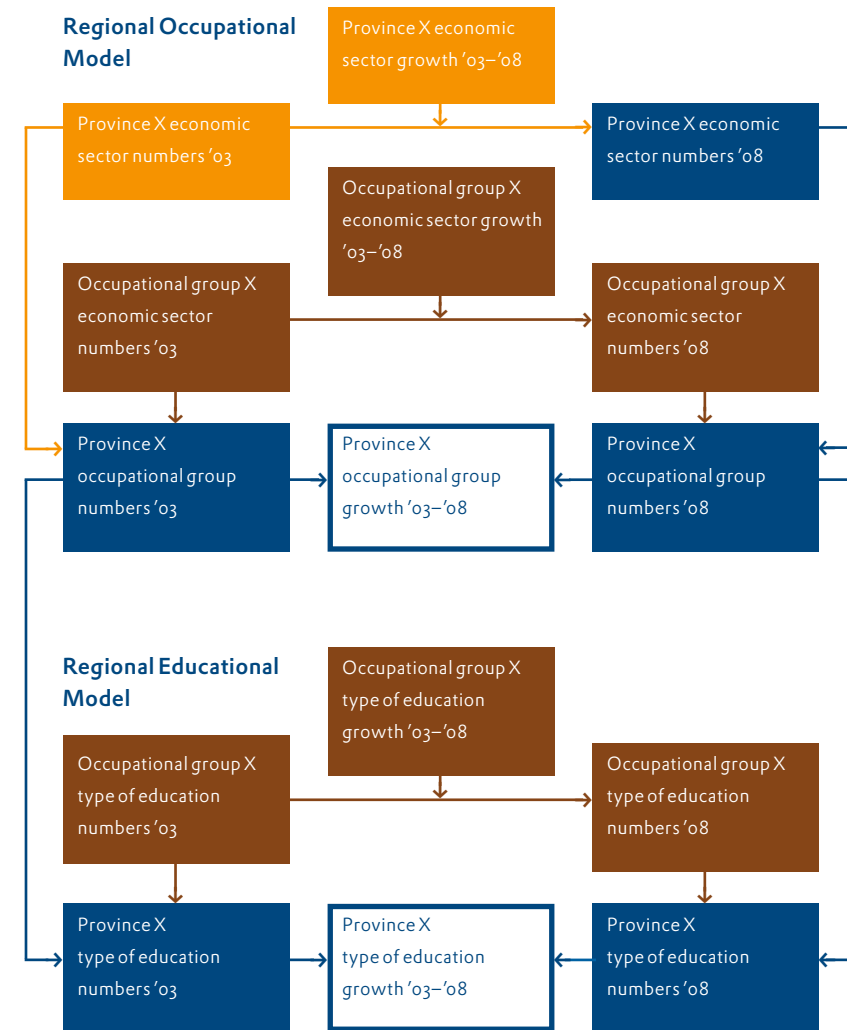 Regional Occupational
Model
Province X economic
sector growth ’03–’08
Province X economic
sector numbers ’03
Province X economic
sector numbers ’08
Occupational group X
economic sector growth
’03–’08
Occupational group X
economic sector
numbers ’03
Occupational group X
economic sector
numbers ’08
Province X
occupational group
numbers ’03
Province X
occupational group
growth ’03–’08
Province X
occupational group
numbers ’08
Regional Educational
Model
Occupational group X
type of education
growth ’03–’08
Occupational group X
type of education
numbers ’03
Occupational group X
type of education
numbers ’08
Province X
type of education
numbers ’03
Province X
type of education
growth ’03–’08
Province X
type of education
numbers ’08